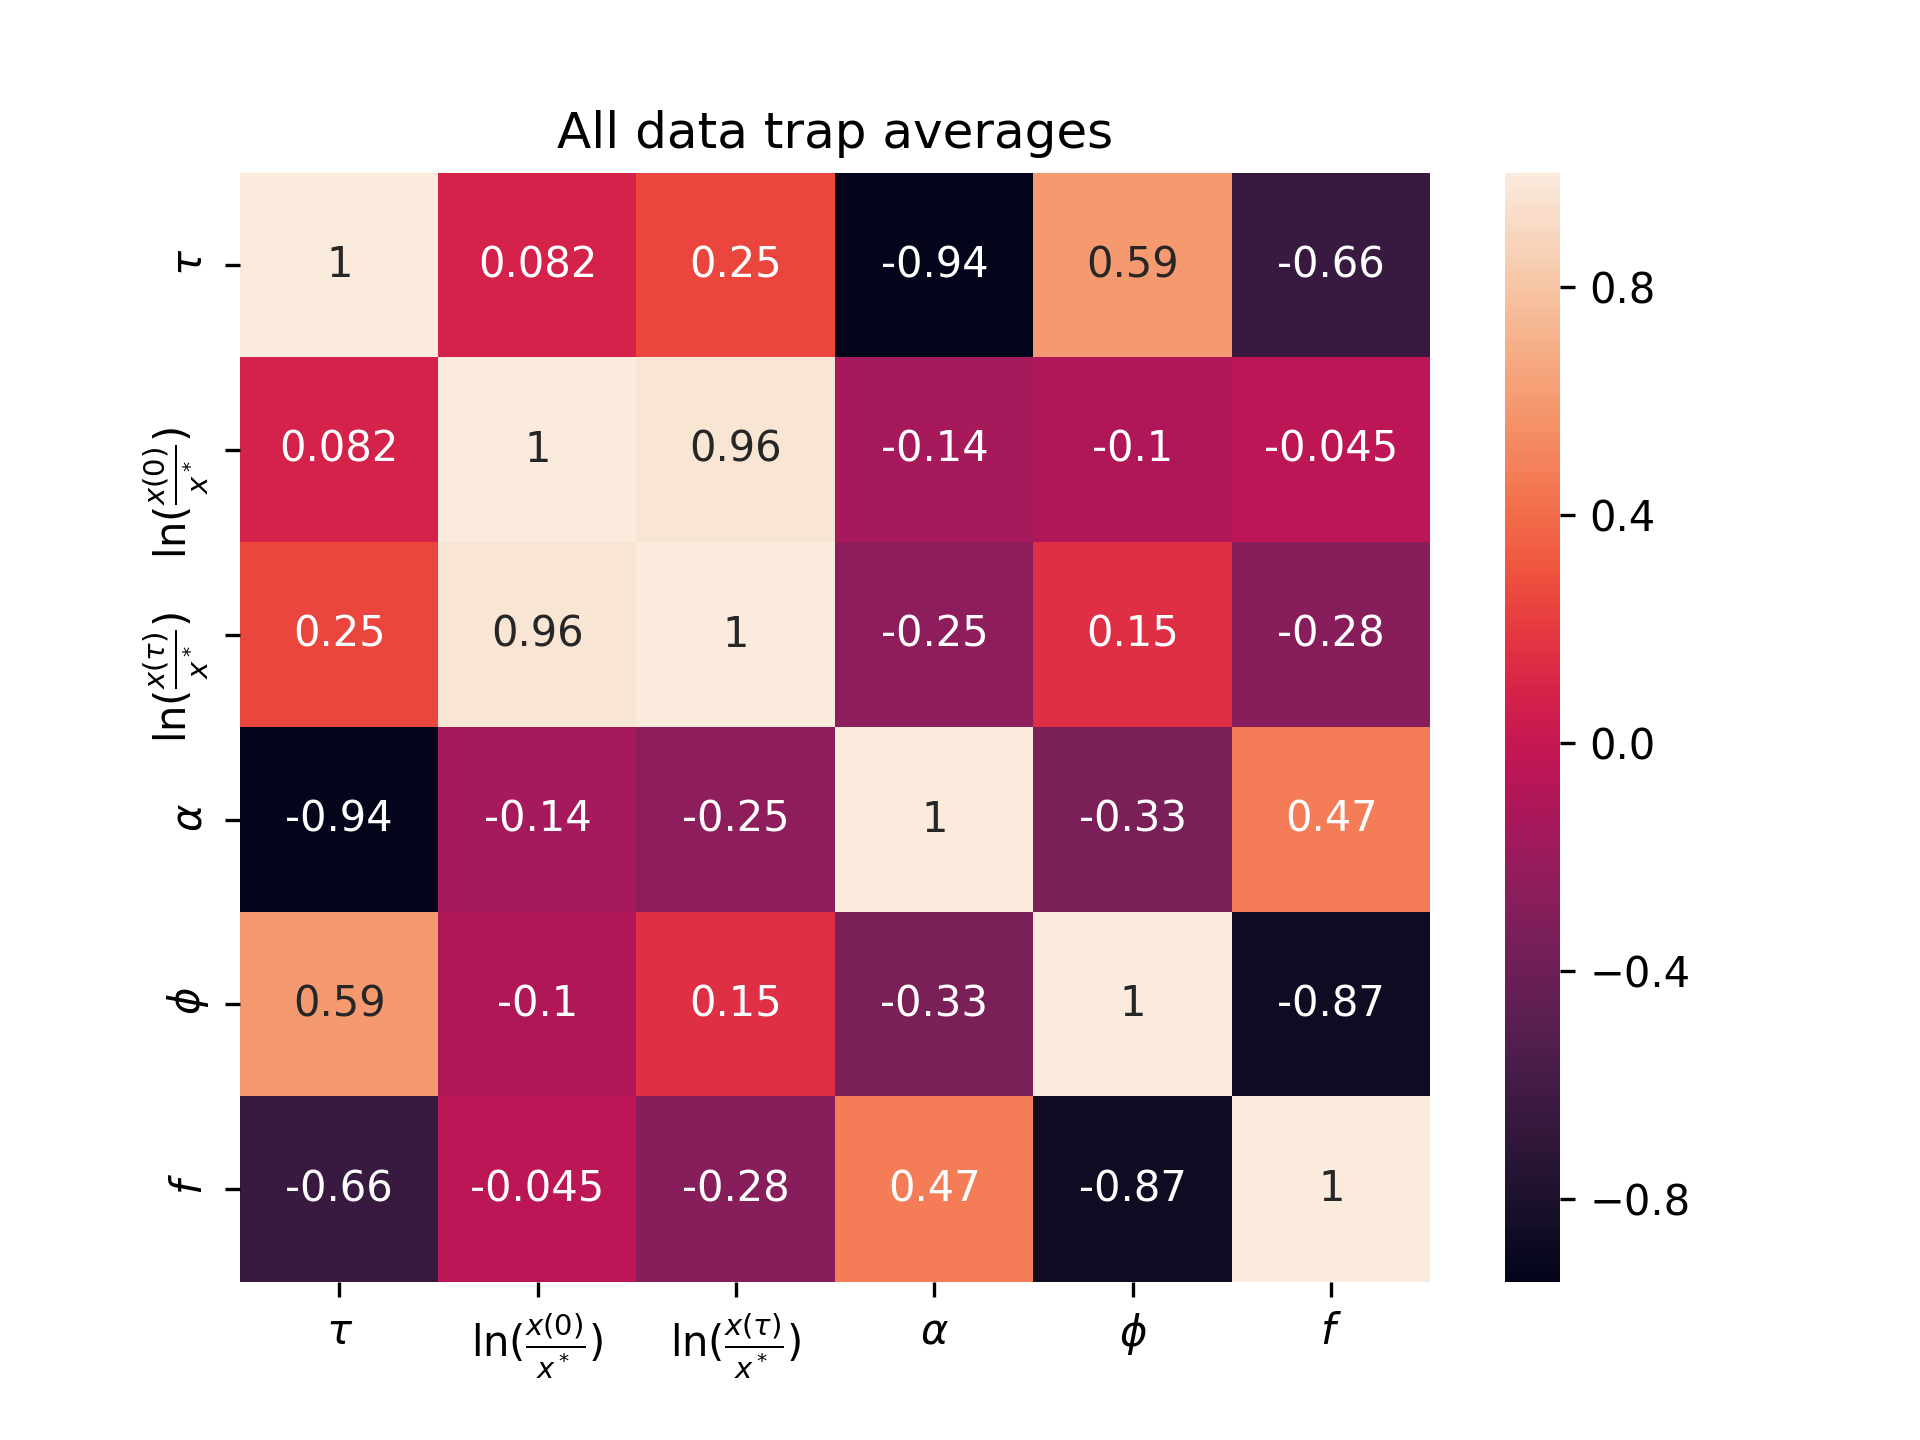 All data trap averages
τ 1 0.082 0.25 -0.94 0.59 -0.66
ln(x(0)/x*) 0.082 1 0.96 -0.14 -0.1 -0.045
ln(x(τ)/x*) 0.25 0.96 1 -0.25 0.15 -0.28
α -0.94 -0.14 -0.25 1 -0.33 0.47
ϕ 0.59 -0.1 0.15 -0.33 1 -0.87
f -0.66 -0.045 -0.28 0.47 -0.87 1
τ ln(x(0)/x*) ln(x(τ)/x*) α ϕ f
0.8
0.4
0.0
−0.4
−0.8